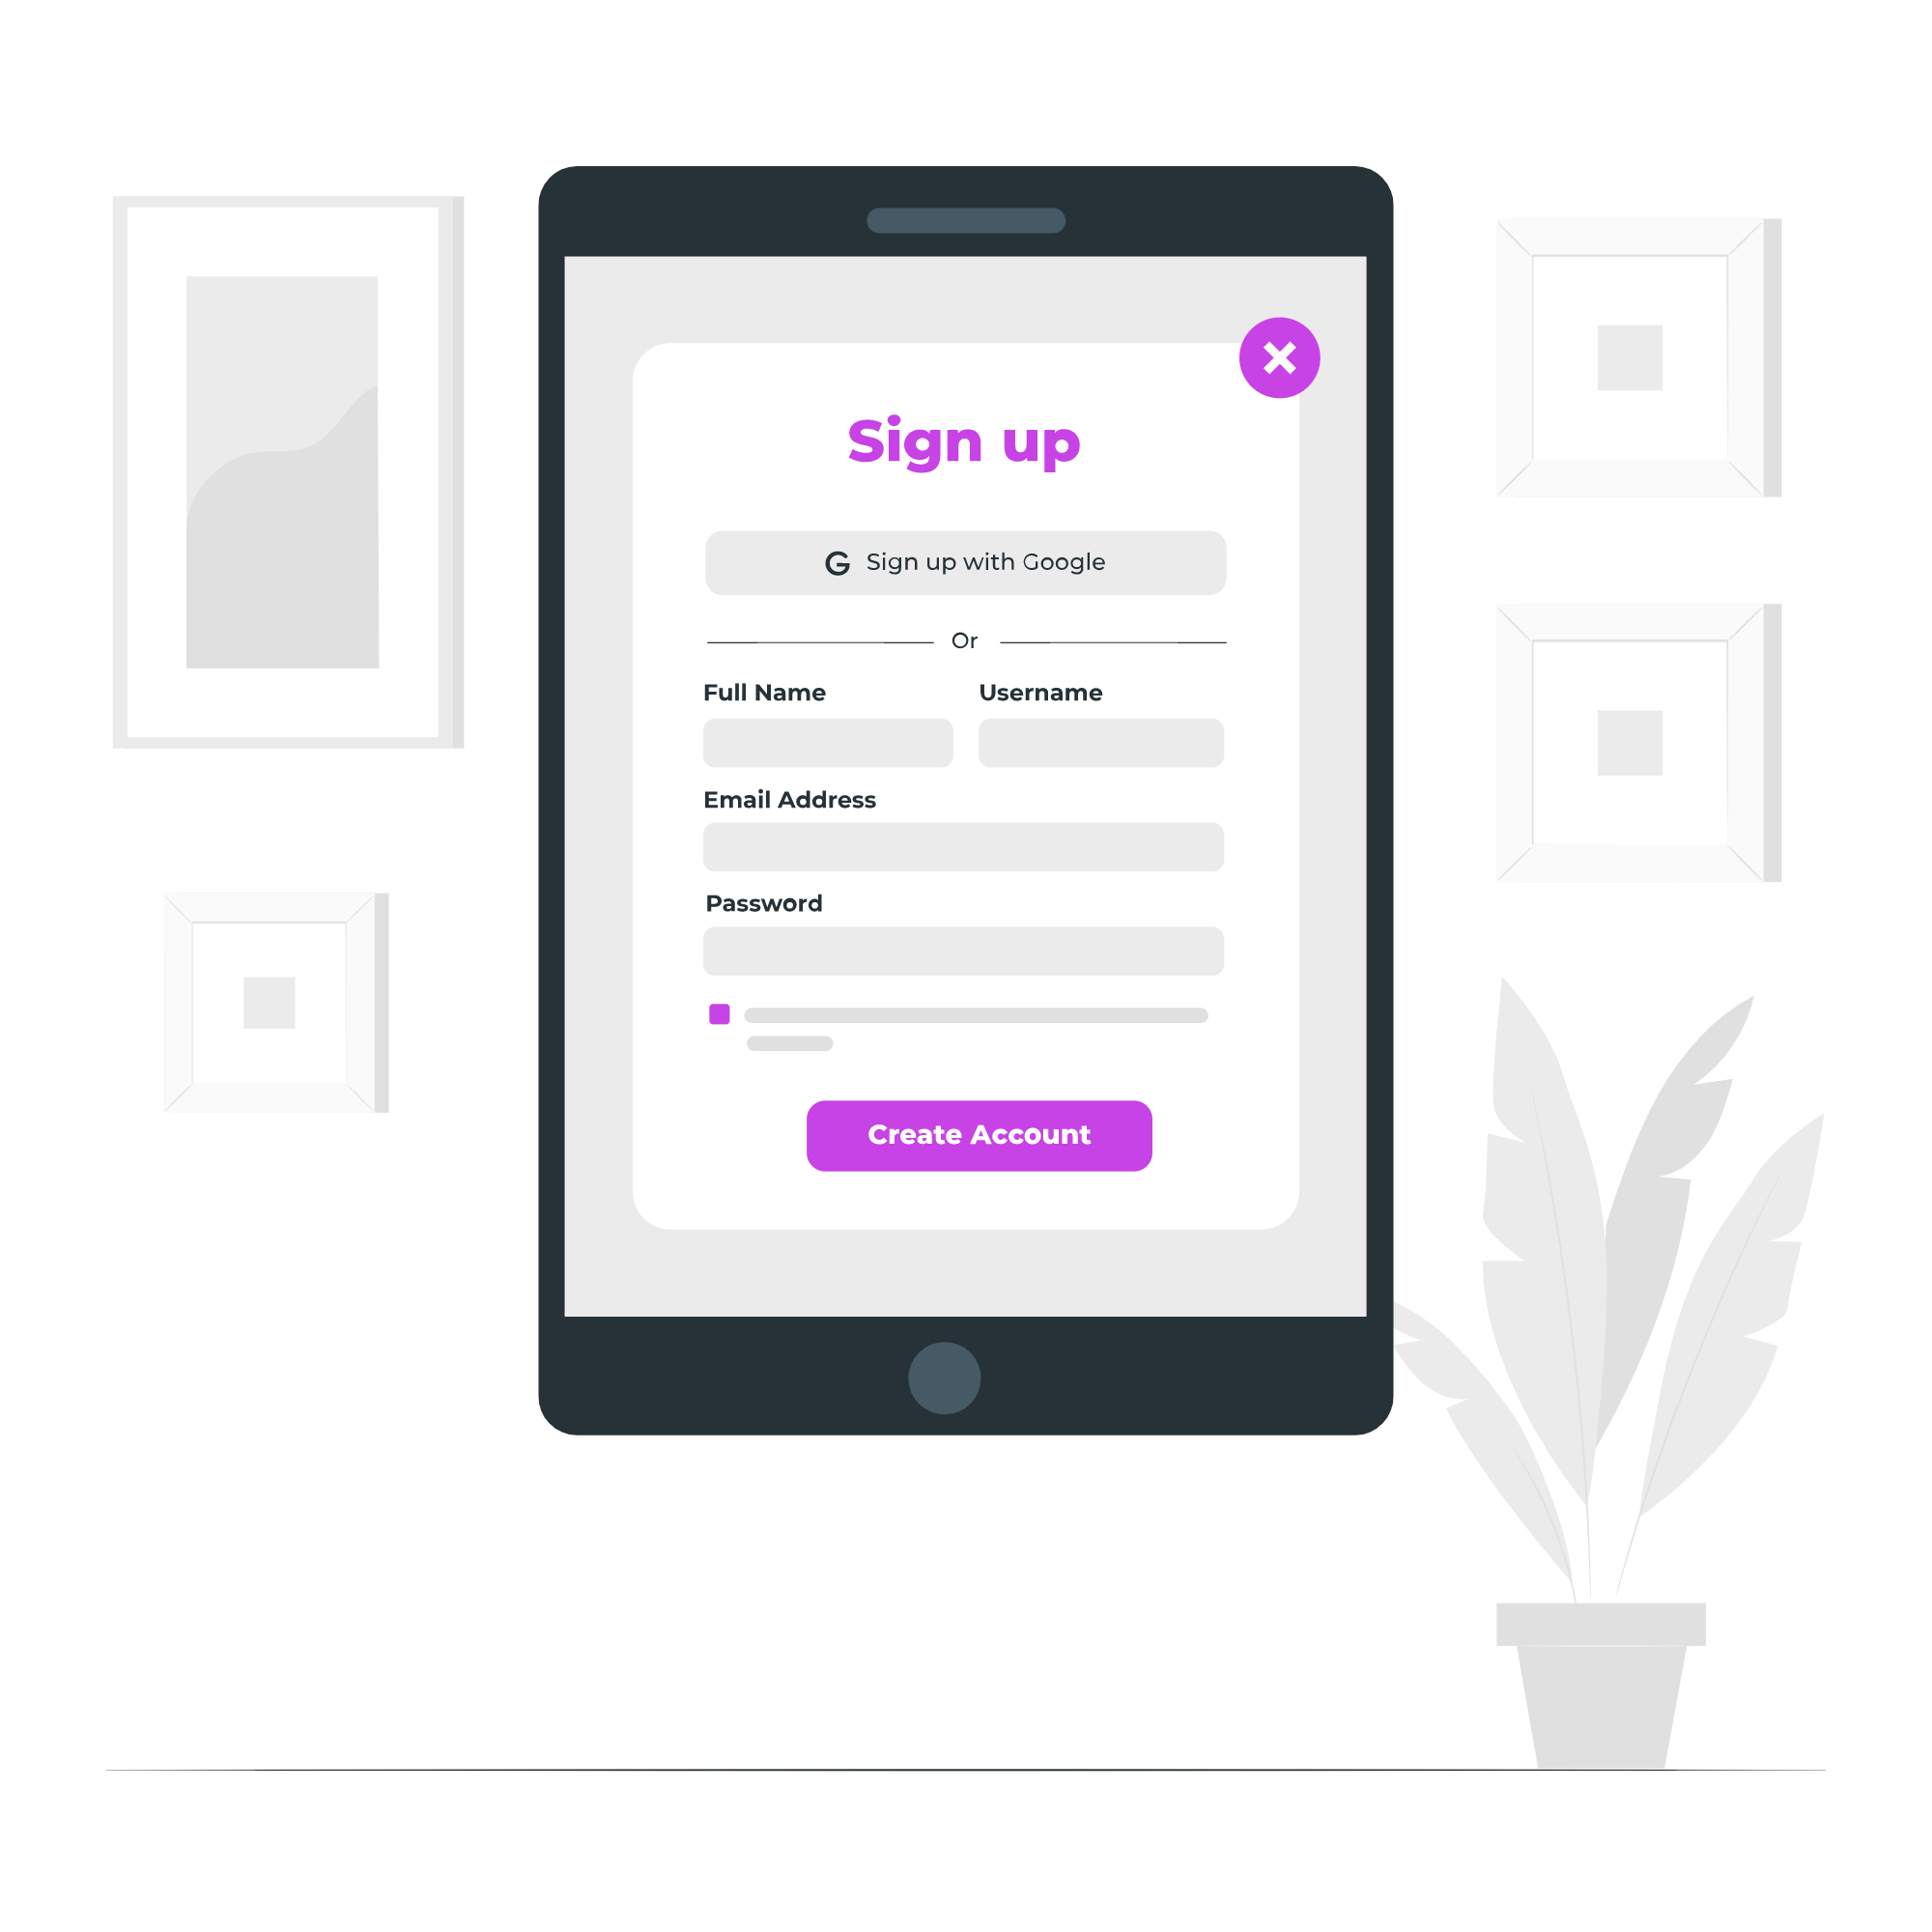 Sign up
G Sign up with Google
Or
Full Name Username
Email Address
Password
Create Account